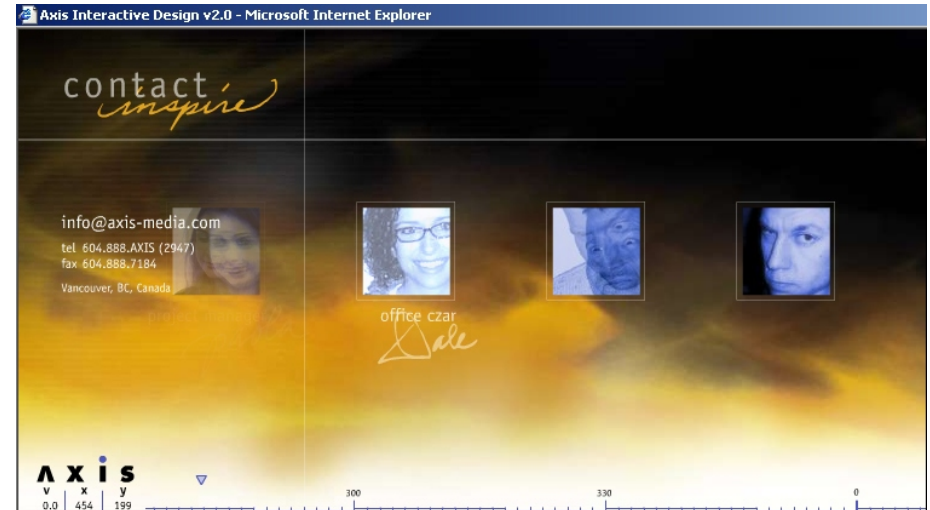 Axis Interactive Design v2.0 - Microsoft Internet Explorer
contact
inspire
info@axis-media.com
tel 604.888.AXIS (2947)
fax 604.888.7184
Vancouver, BC, Canada
office czar
Dale
AXIS
v x y
0.0 454 199
300 330 0